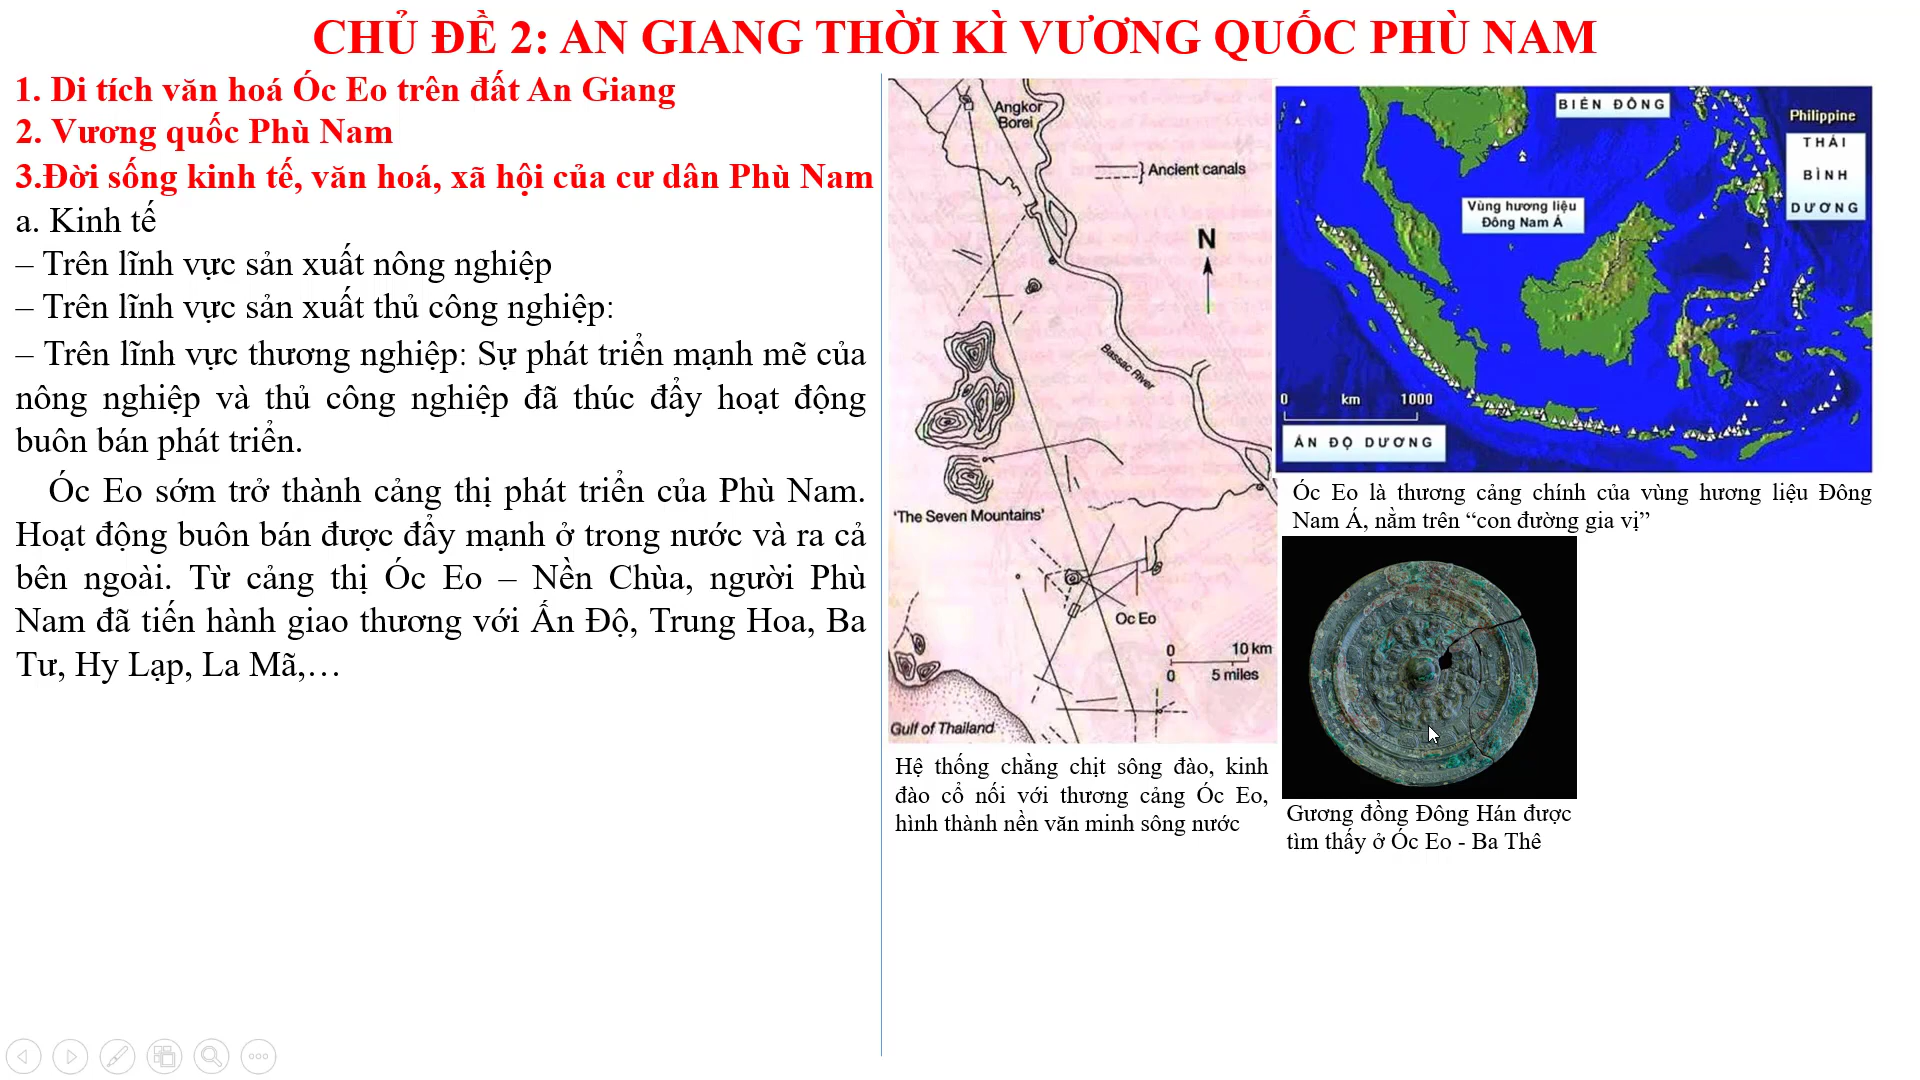 CHỦ ĐỀ 2: AN GIANG THỜI KÌ VƯƠNG QUỐC PHÙ NAM
1. Di tích văn hoá Óc Eo trên đất An Giang
2. Vương quốc Phù Nam
3.Đời sống kinh tế, văn hoá, xã hội của cư dân Phù Nam
a. Kinh tế
– Trên lĩnh vực sản xuất nông nghiệp
– Trên lĩnh vực sản xuất thủ công nghiệp:
– Trên lĩnh vực thương nghiệp: Sự phát triển mạnh mẽ của
nông nghiệp và thủ công nghiệp đã thúc đẩy hoạt động
buôn bán phát triển.
Óc Eo sớm trở thành cảng thị phát triển của Phù Nam.
Hoạt động buôn bán được đẩy mạnh ở trong nước và ra cả
bên ngoài. Từ cảng thị Óc Eo – Nền Chùa, người Phù
Nam đã tiến hành giao thương với Ấn Độ, Trung Hoa, Ba
Tư, Hy Lạp, La Mã,…
Angkor
Borei
Ancient canals
N
Bassac River
'The Seven Mountains'
Oc Eo
0 10 km
0 5 miles
Gulf of Thailand
Hệ thống chằng chịt sông đào, kinh
đào cổ nối với thương cảng Óc Eo,
hình thành nền văn minh sông nước
BIỂN ĐÔNG
Philippine
THÁI
BÌNH
DƯƠNG
Vùng hương liệu
Đông Nam Á
0 km 1000
ẤN ĐỘ DƯƠNG
Óc Eo là thương cảng chính của vùng hương liệu Đông
Nam Á, nằm trên “con đường gia vị”
Gương đồng Đông Hán được
tìm thấy ở Óc Eo - Ba Thê